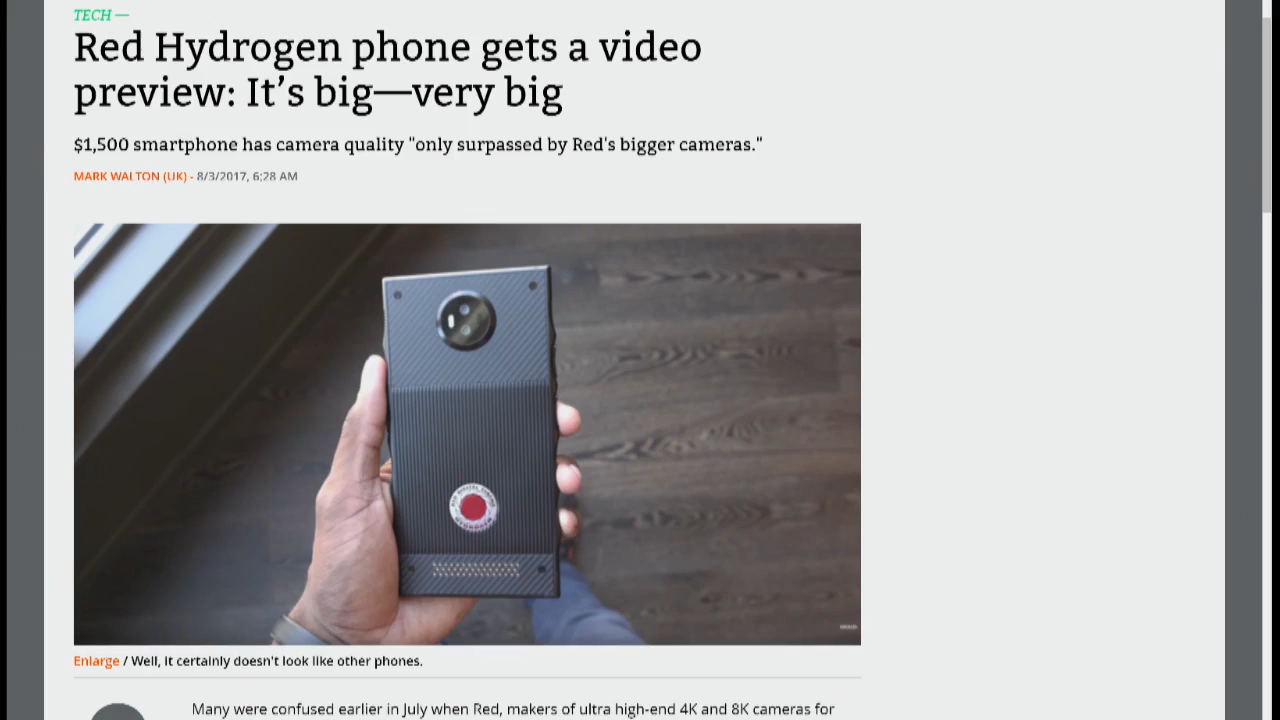 TECH —
Red Hydrogen phone gets a video
preview: It’s big—very big
$1,500 smartphone has camera quality "only surpassed by Red's bigger cameras."
MARK WALTON (UK) - 8/3/2017, 6:28 AM
Enlarge / Well, it certainly doesn't look like other phones.
Many were confused earlier in July when Red, makers of ultra high-end 4K and 8K cameras for